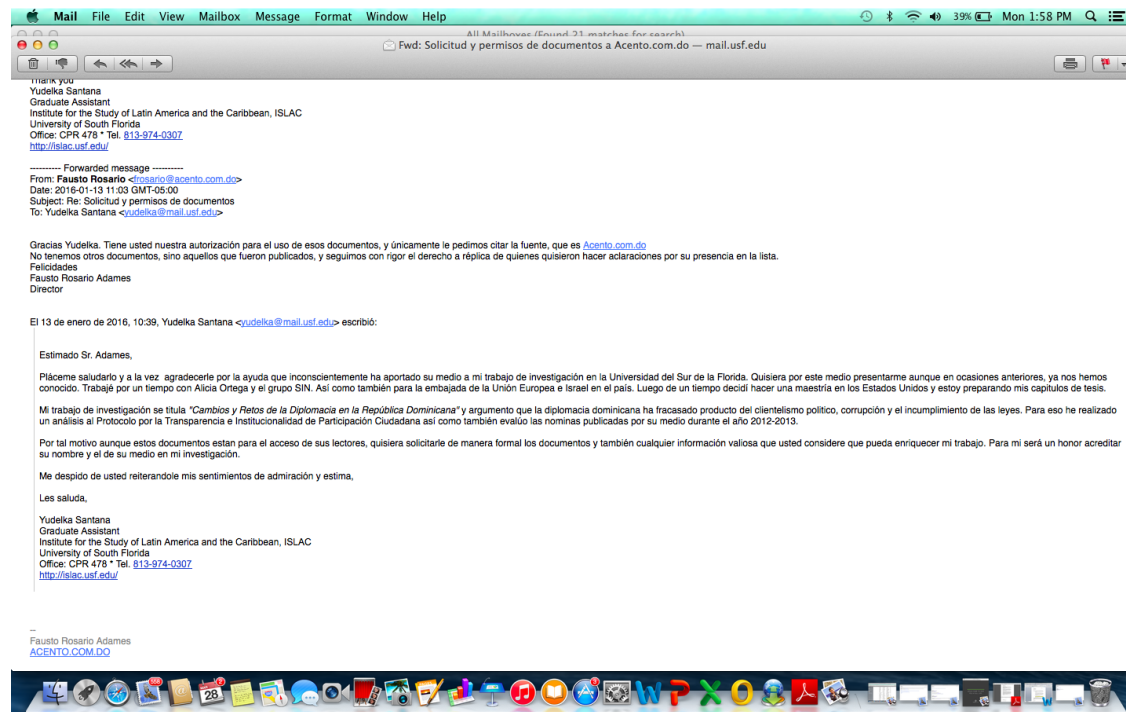 Mail File Edit View Mailbox Message Format Window Help 39% Mon 1:58 PM
All Mailboxes (Found 21 matches for search)
Fwd: Solicitud y permisos de documentos a Acento.com.do — mail.usf.edu
Thank you
Yudelka Santana
Graduate Assistant
Institute for the Study of Latin America and the Caribbean, ISLAC
University of South Florida
Office: CPR 478 * Tel. 813-974-0307
http://islac.usf.edu/
---------- Forwarded message ----------
From: Fausto Rosario <frosario@acento.com.do>
Date: 2016-01-13 11:03 GMT-05:00
Subject: Re: Solicitud y permisos de documentos
To: Yudelka Santana <yudelka@mail.usf.edu>
Gracias Yudelka. Tiene usted nuestra autorización para el uso de esos documentos, y únicamente le pedimos citar la fuente, que es Acento.com.do
No tenemos otros documentos, sino aquellos que fueron publicados, y seguimos con rigor el derecho a réplica de quienes quisieron hacer aclaraciones por su presencia en la lista.
Felicidades
Fausto Rosario Adames
Director
El 13 de enero de 2016, 10:39, Yudelka Santana <yudelka@mail.usf.edu> escribió:
Estimado Sr. Adames,
Pláceme saludarlo y a la vez agradecerle por la ayuda que inconscientemente ha aportado su medio a mi trabajo de investigación en la Universidad del Sur de la Florida. Quisiera por este medio presentarme aunque en ocasiones anteriores, ya nos hemos
conocido. Trabajé por un tiempo con Alicia Ortega y el grupo SIN. Así como también para la embajada de la Unión Europea e Israel en el país. Luego de un tiempo decidí hacer una maestría en los Estados Unidos y estoy preparando mis capitulos de tesis.
Mi trabajo de investigación se titula "Cambios y Retos de la Diplomacia en la República Dominicana" y argumento que la diplomacia dominicana ha fracasado producto del clientelismo politico, corrupción y el incumplimiento de las leyes. Para eso he realizado
un análisis al Protocolo por la Transparencia e Institucionalidad de Participación Ciudadana así como también evalúo las nominas publicadas por su medio durante el año 2012-2013.
Por tal motivo aunque estos documentos estan para el acceso de sus lectores, quisiera solicitarle de manera formal los documentos y también cualquier información valiosa que usted considere que pueda enriquecer mi trabajo. Para mi será un honor acreditar
su nombre y el de su medio en mi investigación.
Me despido de usted reiterandole mis sentimientos de admiración y estima,
Les saluda,
Yudelka Santana
Graduate Assistant
Institute for the Study of Latin America and the Caribbean, ISLAC
University of South Florida
Office: CPR 478 * Tel. 813-974-0307
http://islac.usf.edu/
--
Fausto Rosario Adames
ACENTO.COM.DO